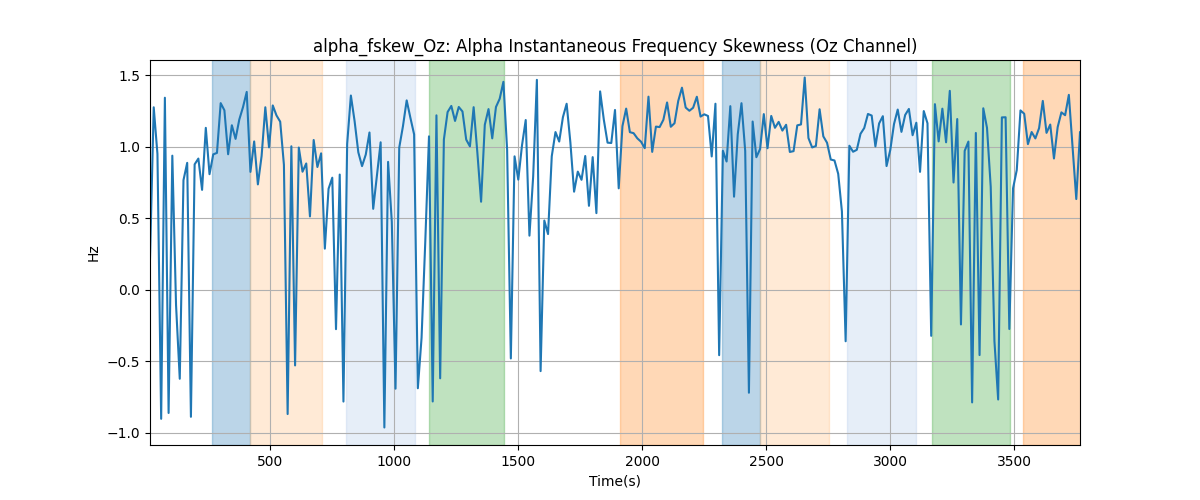 alpha_fskew_Oz: Alpha Instantaneous Frequency Skewness (Oz Channel)
1.5
1.0
0.5
0.0
−0.5
−1.0
Hz
500 1000 1500 2000 2500 3000 3500
Time(s)